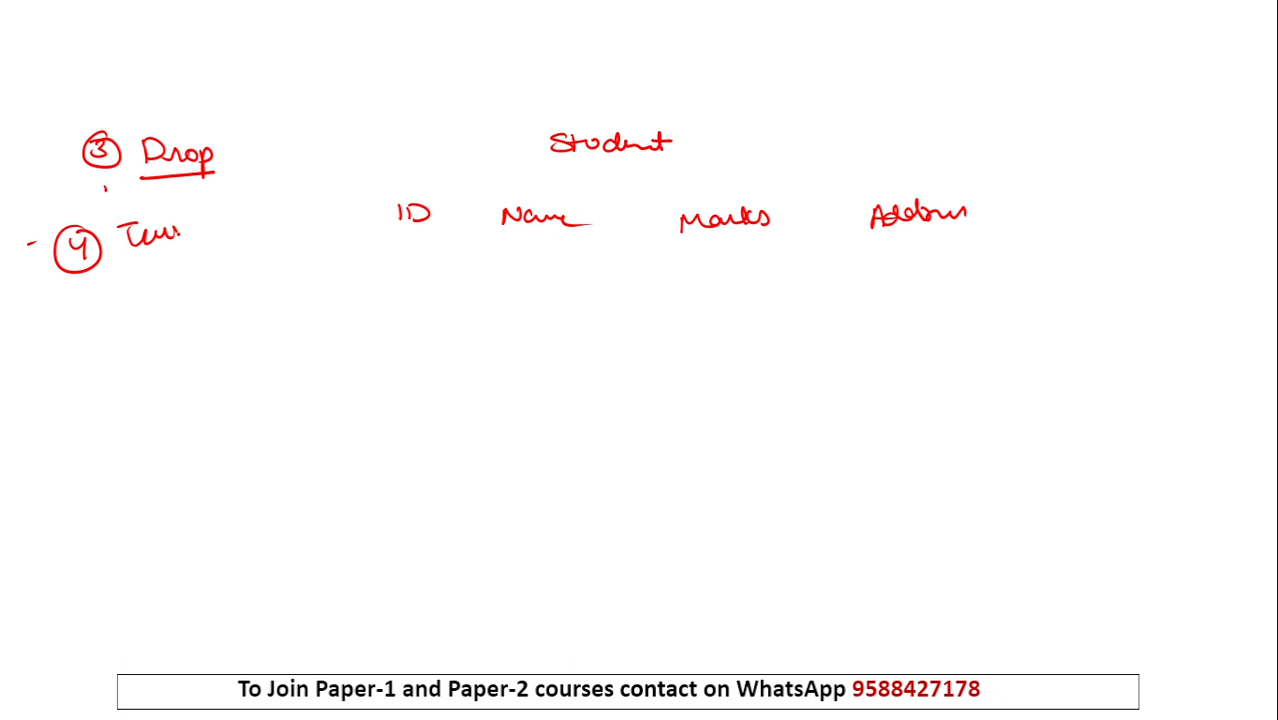 3 Drop
Student
ID Name Marks Address
4
To Join Paper-1 and Paper-2 courses contact on WhatsApp 9588427178